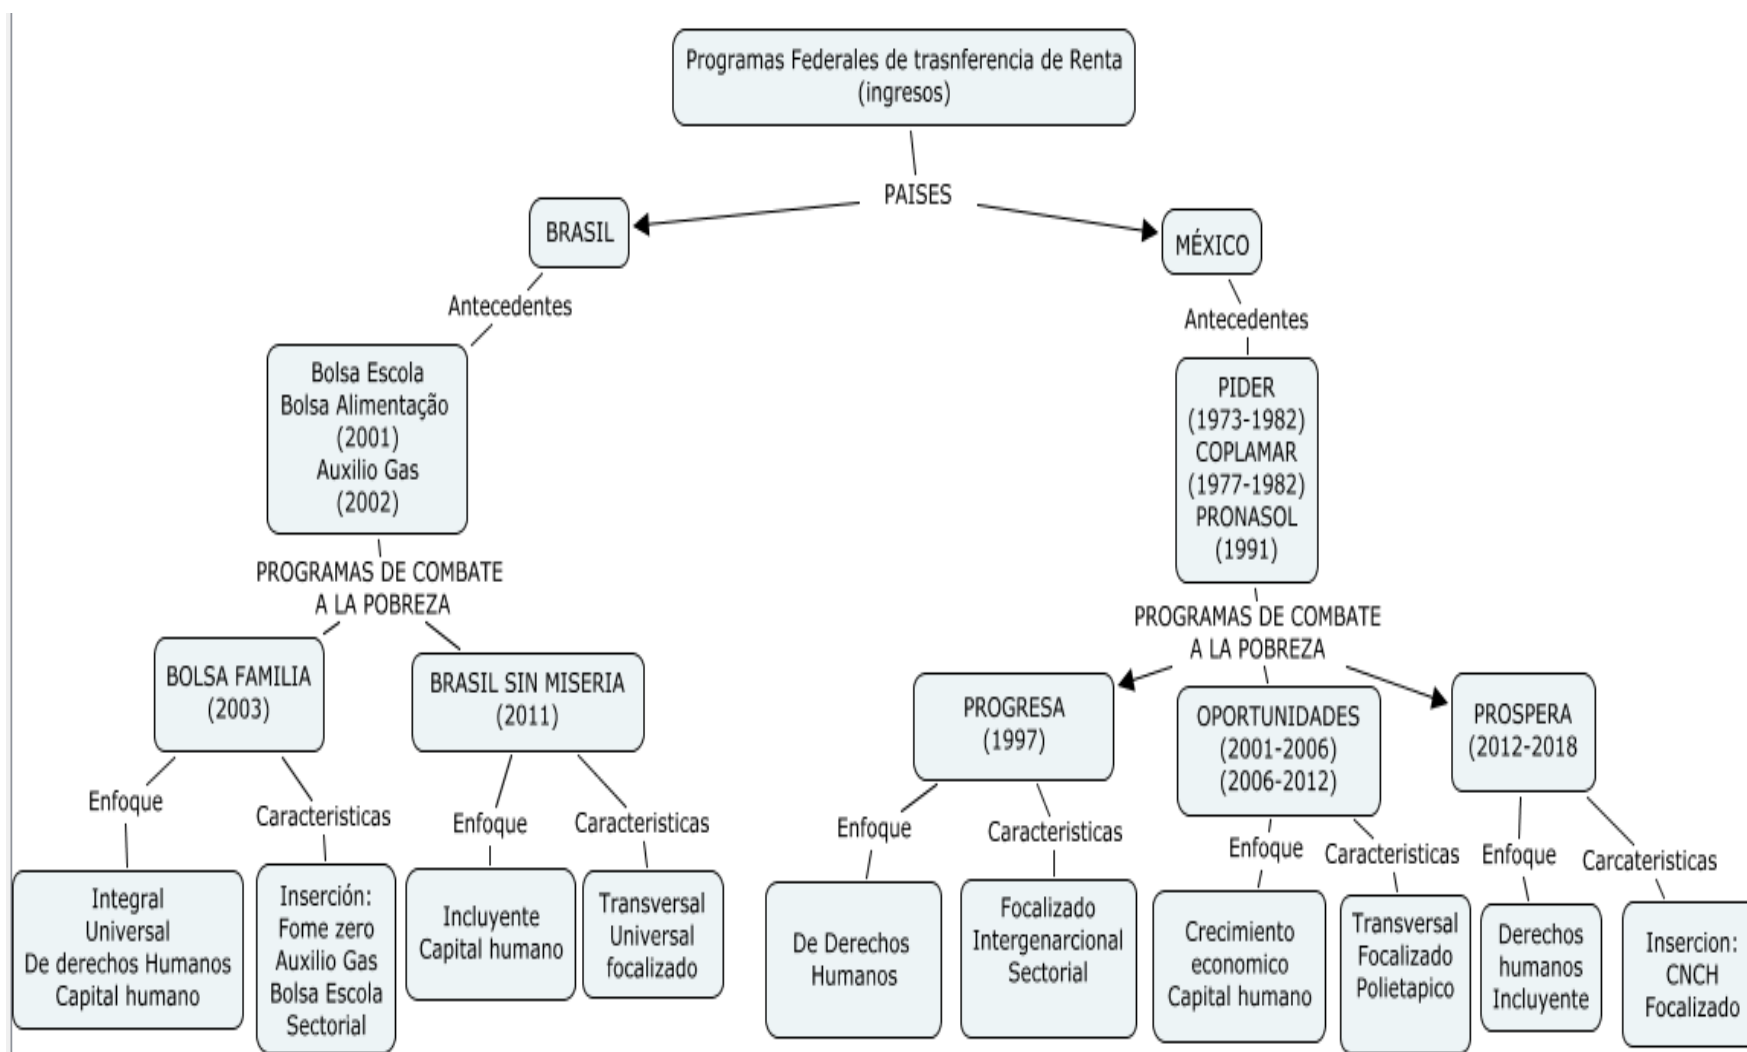 Programas Federales de trasnferencia de Renta
(ingresos)
PAISES
BRASIL
MÉXICO
Antecedentes
Antecedentes
Bolsa Escola
Bolsa Alimentação
(2001)
Auxilio Gas
(2002)
PIDER
(1973-1982)
COPLAMAR
(1977-1982)
PRONASOL
(1991)
PROGRAMAS DE COMBATE
A LA POBREZA
PROGRAMAS DE COMBATE
A LA POBREZA
BOLSA FAMILIA
(2003)
BRASIL SIN MISERIA
(2011)
PROGRESA
(1997)
OPORTUNIDADES
(2001-2006)
(2006-2012)
PROSPERA
(2012-2018
Enfoque
Caracteristicas
Enfoque
Caracteristicas
Enfoque
Caracteristicas
Enfoque
Caracteristicas
Enfoque
Carcateristicas
Integral
Universal
De derechos Humanos
Capital humano
Inserción:
Fome zero
Auxilio Gas
Bolsa Escola
Sectorial
Incluyente
Capital humano
Transversal
Universal
focalizado
De Derechos
Humanos
Focalizado
Intergenarcional
Sectorial
Crecimiento
economico
Capital humano
Transversal
Focalizado
Polietapico
Derechos
humanos
Incluyente
Insercion:
CNCH
Focalizado